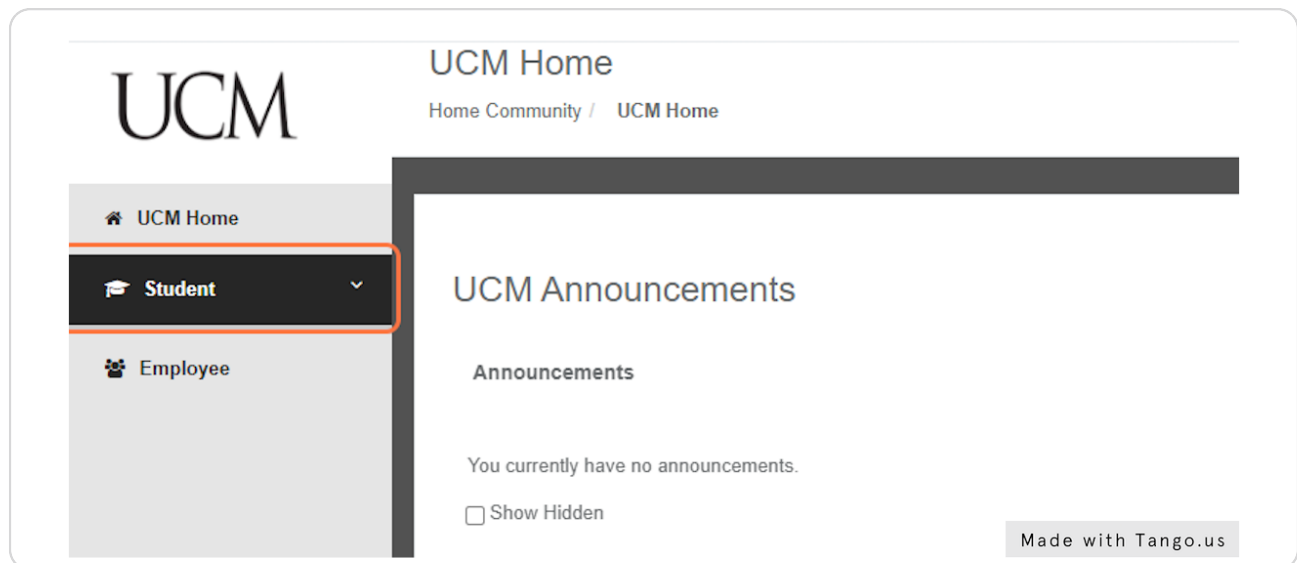 UCM
UCM Home
Home Community / UCM Home
UCM Home
Student
Employee
UCM Announcements
Announcements
You currently have no announcements.
Show Hidden
Made with Tango.us